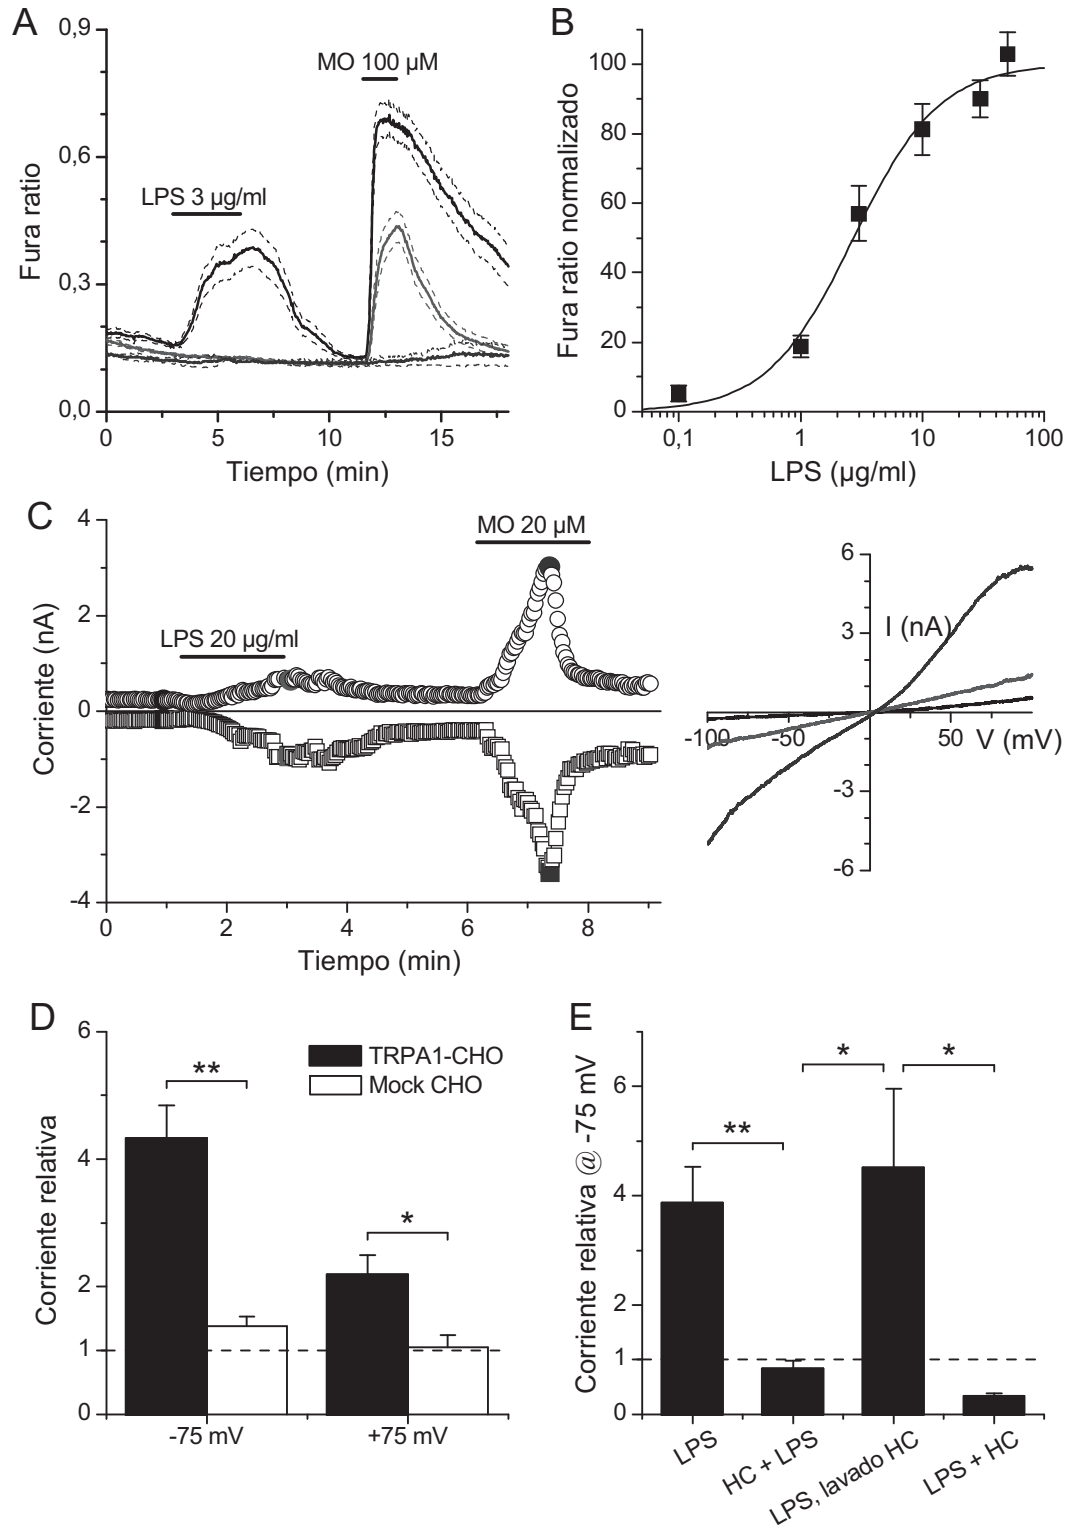 A
0,9
0,6
0,3
0,0
Fura ratio
LPS 3 µg/ml
MO 100 µM
0 5 10 15
Tiempo (min)
B
100
80
60
40
20
0
Fura ratio normalizado
0,1 1 10 100
LPS (µg/ml)
C
4
2
0
-2
-4
Corriente (nA)
LPS 20 µg/ml
MO 20 µM
0 2 4 6 8
Tiempo (min)
6
3
-3
-6
I (nA)
-100 -50 50 V (mV)
D
6
4
2
1
0
Corriente relativa
**
*
TRPA1-CHO
Mock CHO
-75 mV +75 mV
E
6
4
2
1
0
Corriente relativa @ -75 mV
**
*
*
LPS
HC + LPS
LPS, lavado HC
LPS + HC